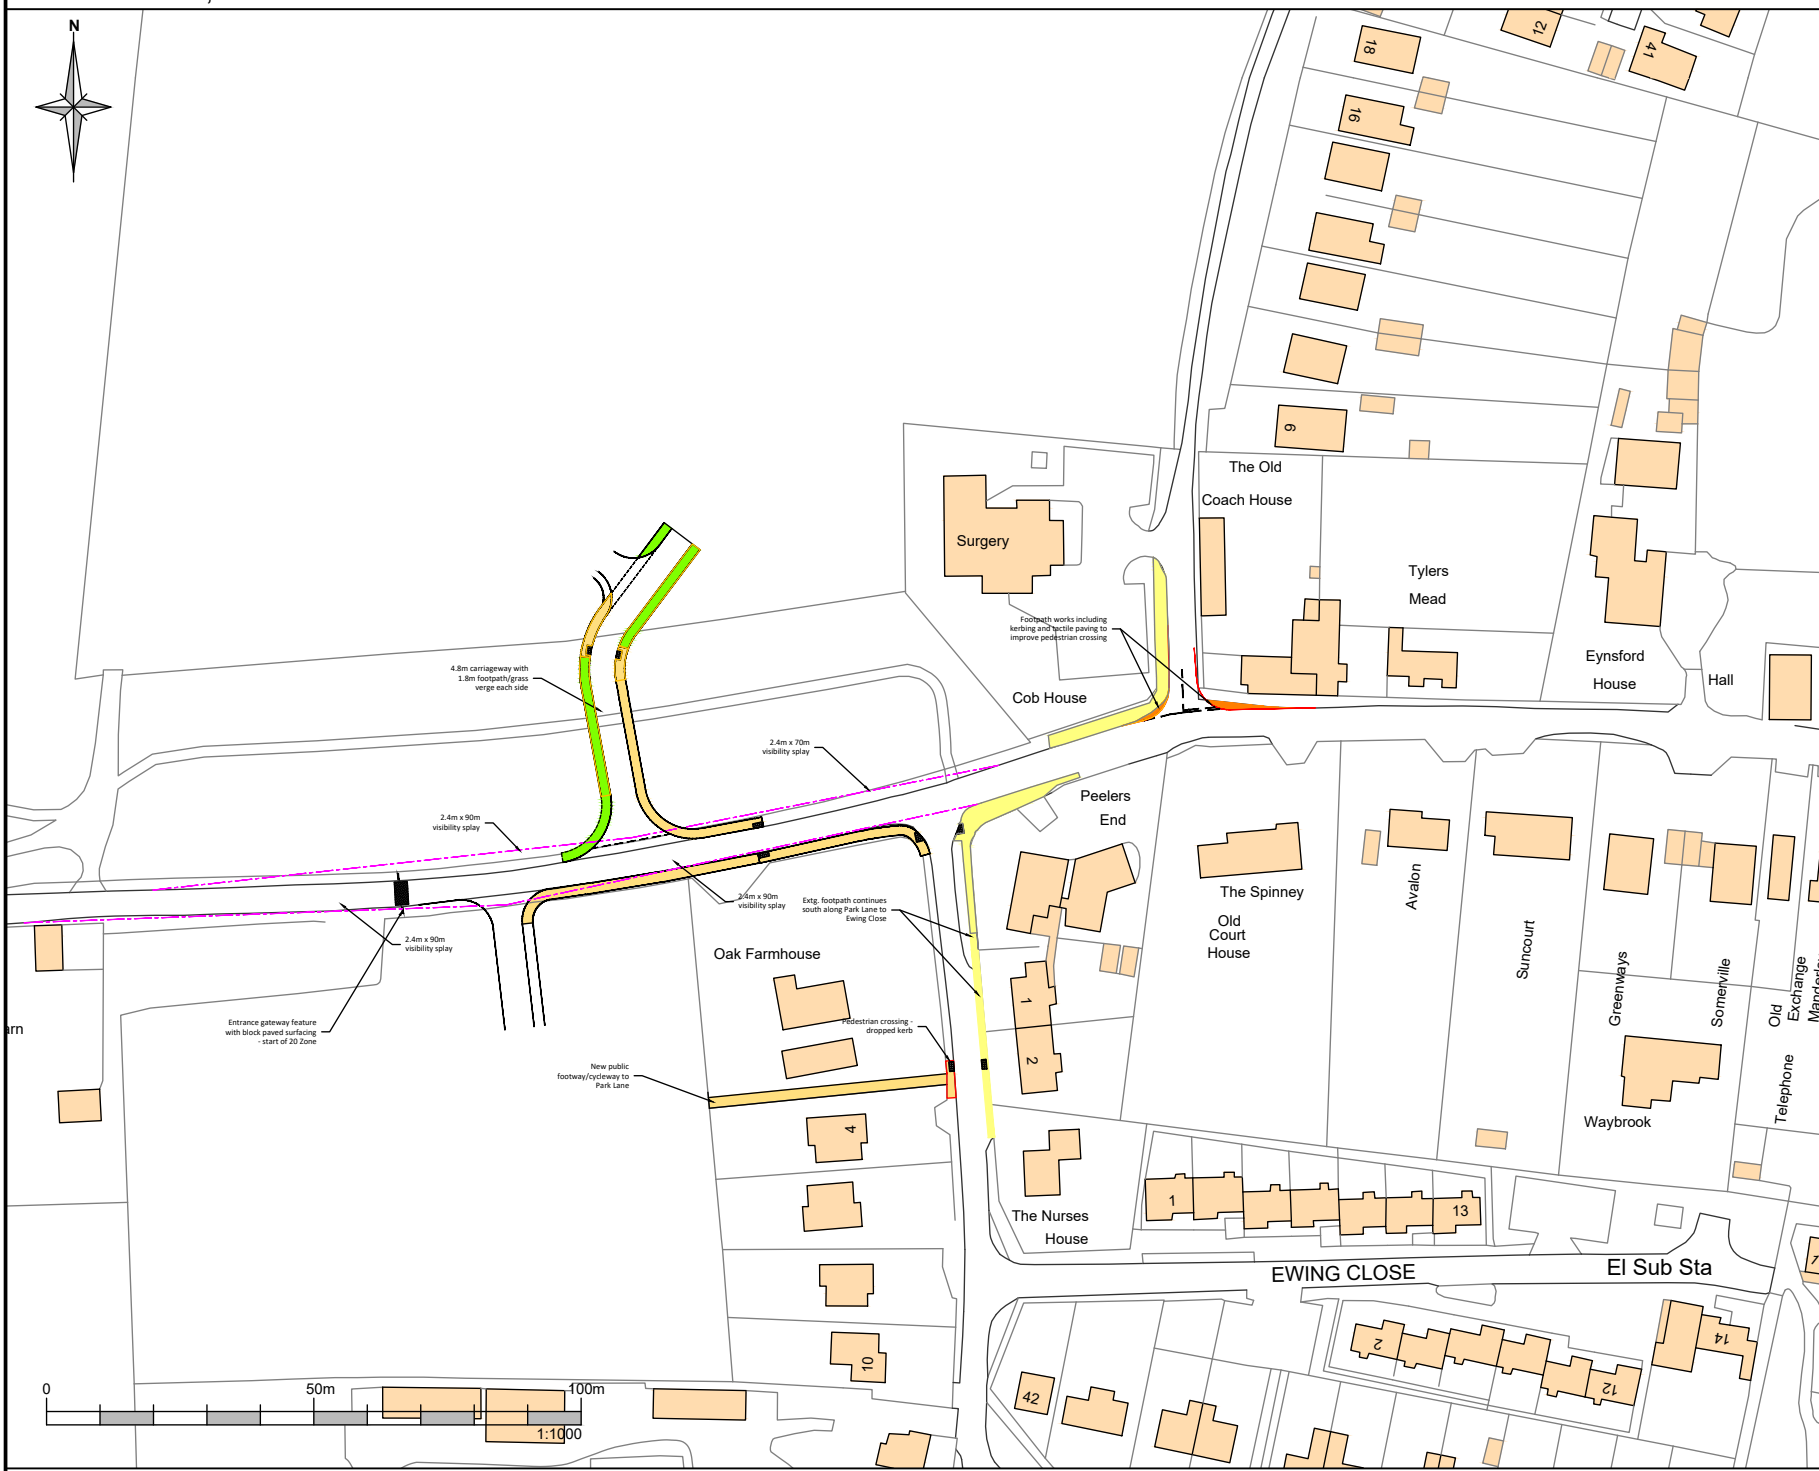 N
18
12
41
16
6
The Old
Coach House
Surgery
Tylers
Mead
Footpath works including
kerbing and tactile paving to
improve pedestrian crossing
Eynsford
House
Hall
4.8m carriageway with
1.8m footpath/grass
verge each side
Cob House
2.4m x 70m
visibility splay
Peelers
End
2.4m x 90m
visibility splay
The Spinney
Old
Court
House
Avalon
Suncourt
Greenways
Somerville
Old
Exchange
Telephone
2.4m x 90m
visibility splay
Extg. footpath continues
south along Park Lane to
Ewing Close
2.4m x 90m
visibility splay
Oak Farmhouse
1
2
Entrance gateway feature
with block paved surfacing
- start of 20 Zone
arn
Pedestrian crossing -
dropped kerb
New public
footway/cycleway to
Park Lane
4
Waybrook
The Nurses
House
1
13
EWING CLOSE
El Sub Sta
2
14
12
10
42
0
50m
100m
1:1000